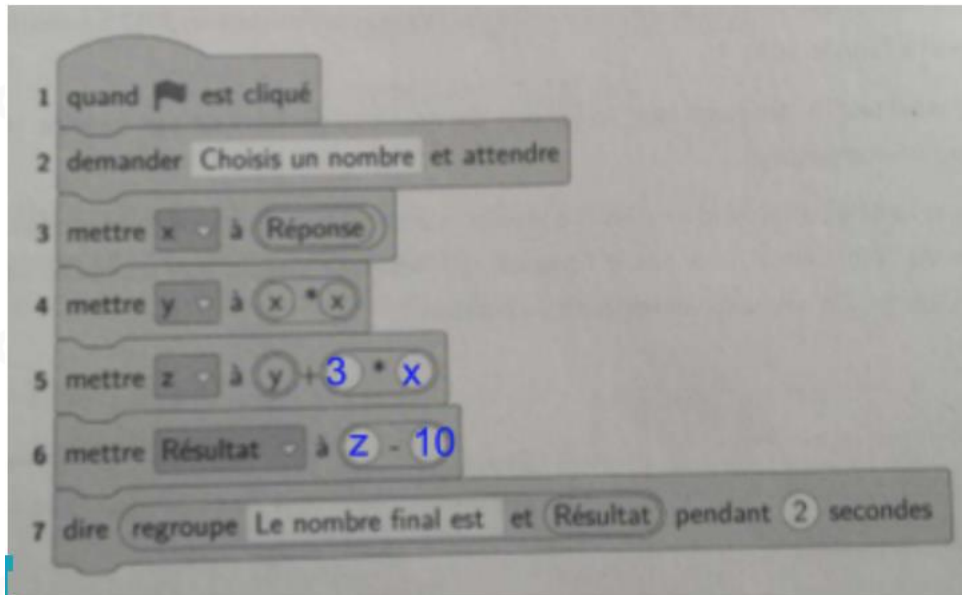 1 quand est cliqué
2 demander Choisis un nombre et attendre
3 mettre x à Réponse
4 mettre y à x * x
5 mettre z à y + 3 * x
6 mettre Résultat à z - 10
7 dire regroupe Le nombre final est et Résultat pendant 2 secondes